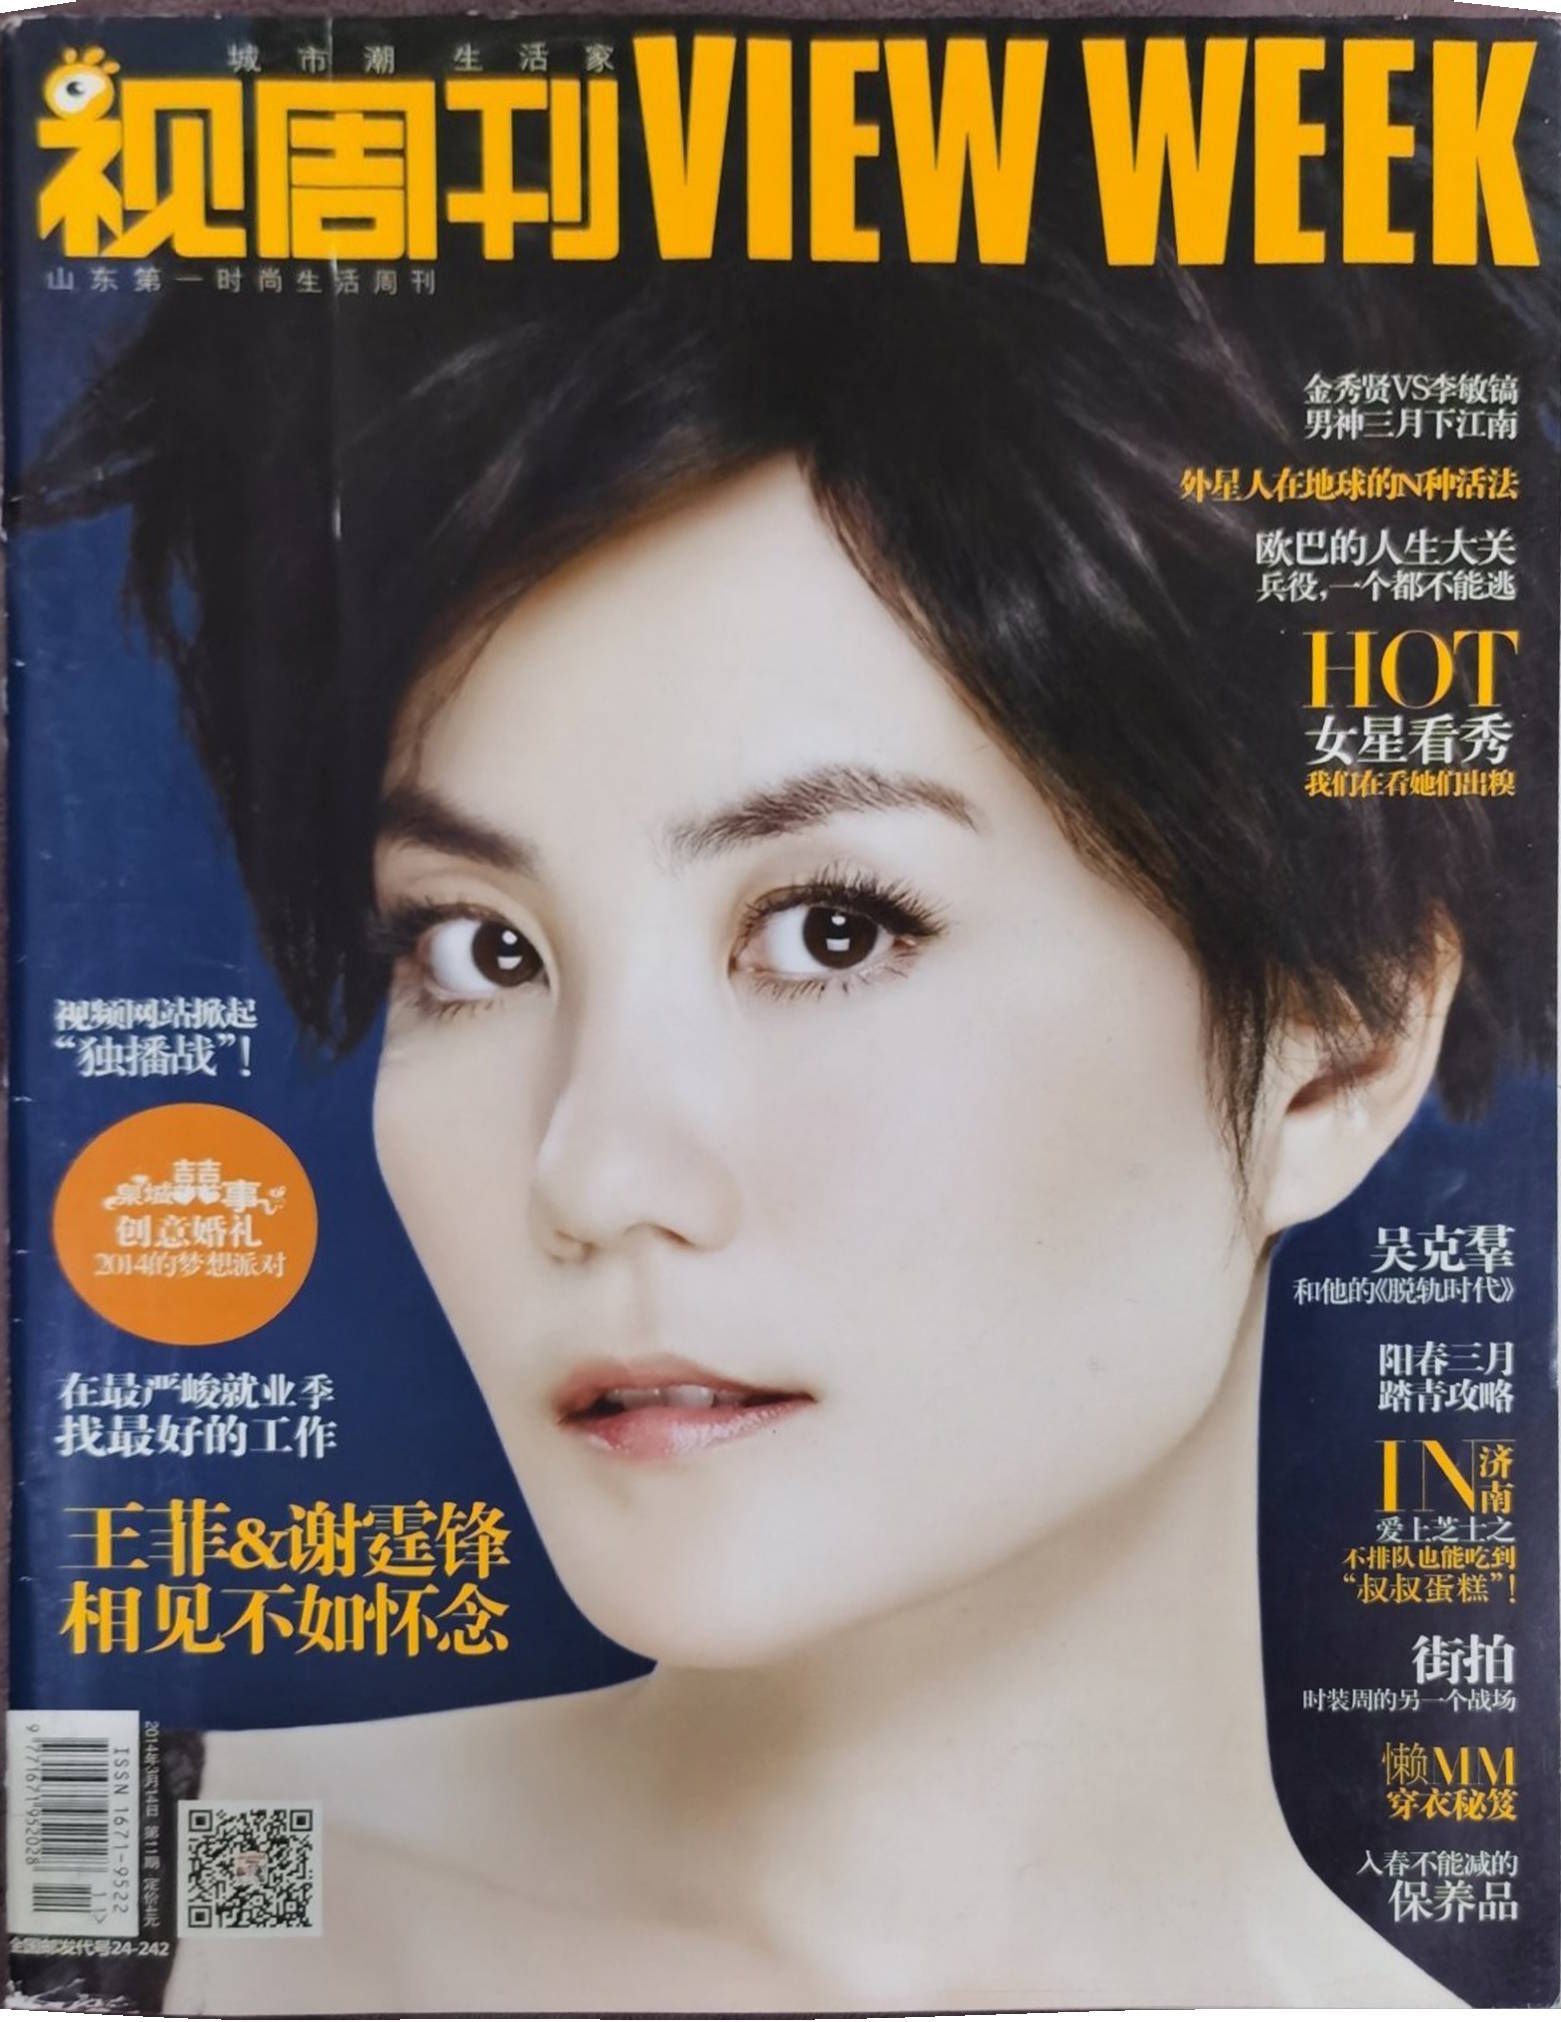 城市潮 生活家
视周刊 VIEW WEEK
山东第一时尚生活周刊
金秀贤VS李敏镐
男神三月下江南
外星人在地球的N种活法
欧巴的人生大关
兵役,一个都不能逃
HOT
女星看秀
我们在看她们出糗
视频网站掀起
“独播战”!
泉城囍事
创意婚礼
2014的梦想派对
在最严峻就业季
找最好的工作
王菲&谢霆锋
相见不如怀念
吴克羣
和他的《脱轨时代》
阳春三月
踏青攻略
IN济南
爱上芝士之
不排队也能吃到
“叔叔蛋糕”!
街拍
时装周的另一个战场
懒MM
穿衣秘笈
入春不能减的
保养品
2014年3月14日 第11期 定价4元
ISSN 1671-9522
9771671952028
11>
全国邮发代号24-242